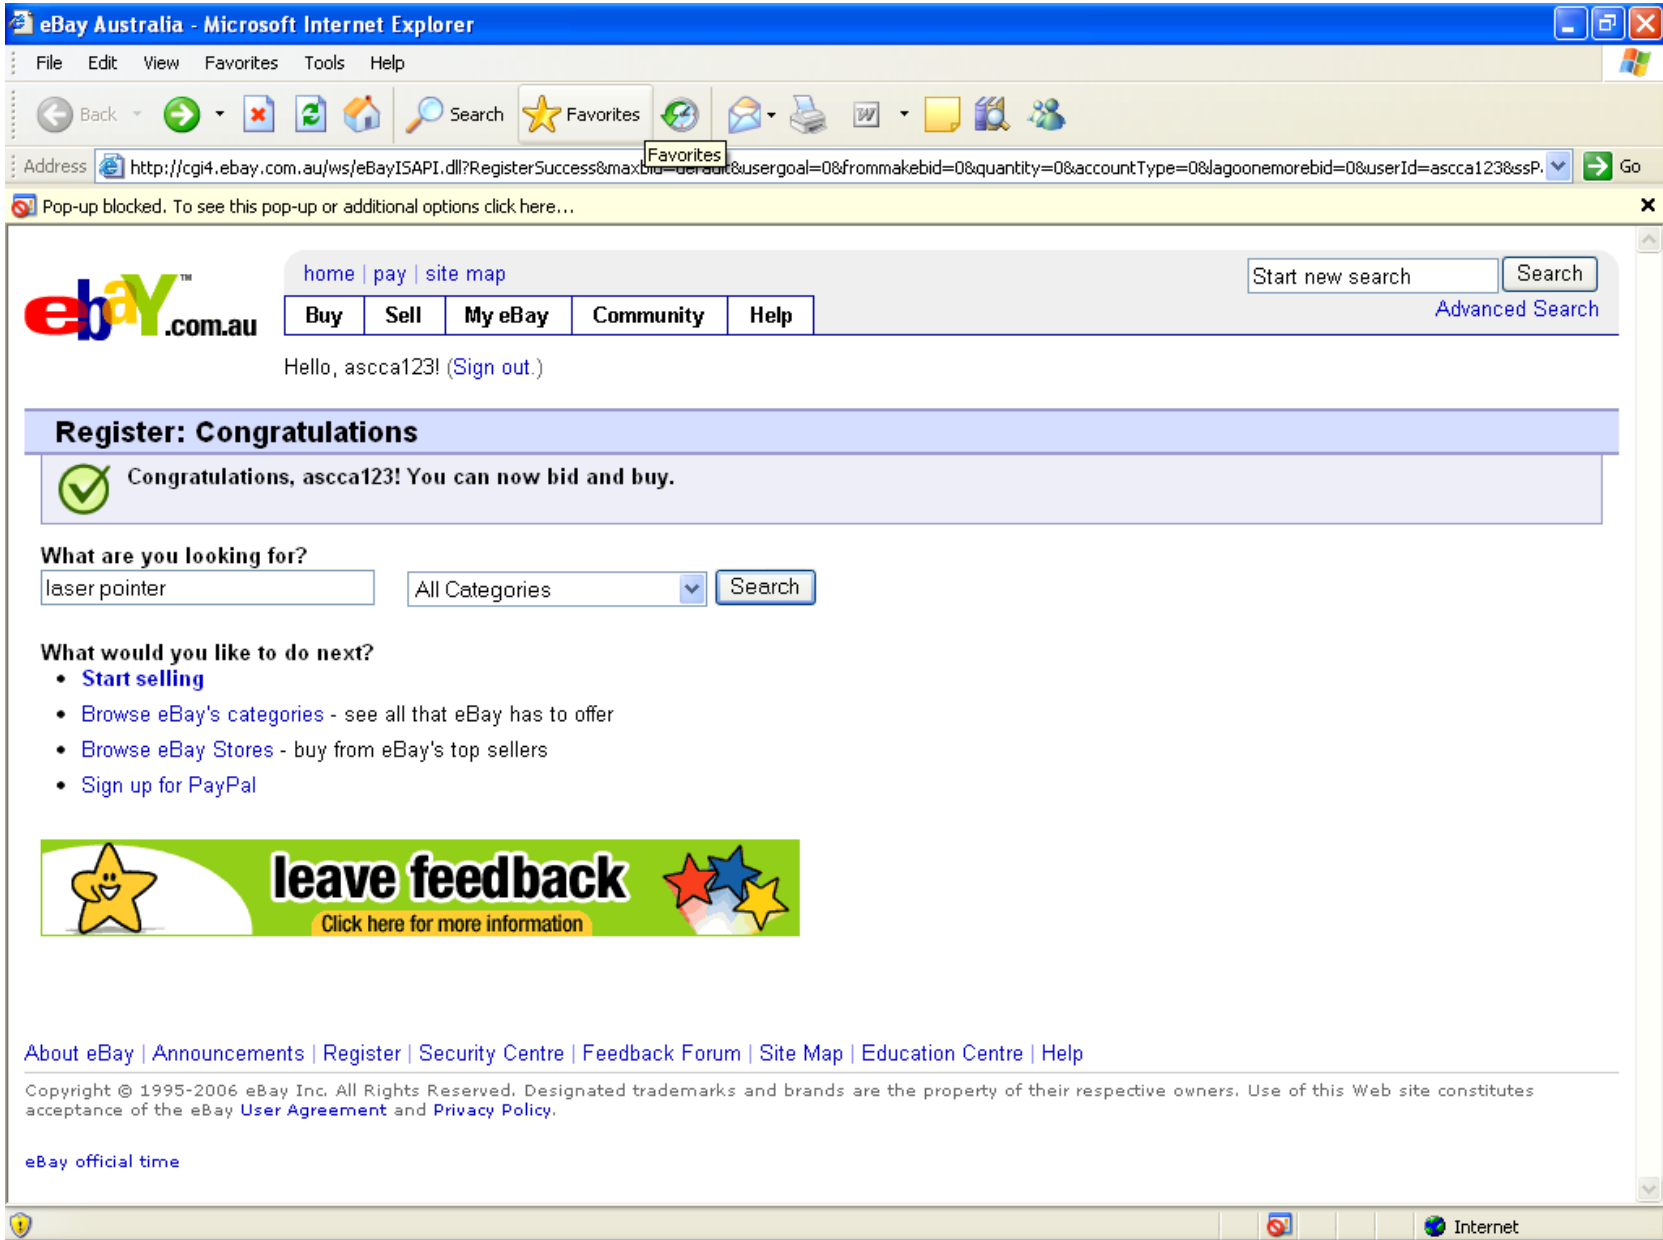 eBay Australia - Microsoft Internet Explorer
File Edit View Favorites Tools Help
Back Search Favorites
Favorites
Address http://cgi4.ebay.com.au/ws/eBayISAPI.dll?RegisterSuccess&maxbid=default&usergoal=0&frommakebid=0&quantity=0&accountType=0&lagoonemorebid=0&userId=ascca123&ssP. Go
Pop-up blocked. To see this pop-up or additional options click here...
home | pay | site map
Start new search Search
ebaY™.com.au
Buy Sell My eBay Community Help
Advanced Search
Hello, ascca123! (Sign out.)
Register: Congratulations
Congratulations, ascca123! You can now bid and buy.
What are you looking for?
laser pointer All Categories Search
What would you like to do next?
• Start selling
• Browse eBay's categories - see all that eBay has to offer
• Browse eBay Stores - buy from eBay's top sellers
• Sign up for PayPal
leave feedback
Click here for more information
About eBay | Announcements | Register | Security Centre | Feedback Forum | Site Map | Education Centre | Help
Copyright © 1995-2006 eBay Inc. All Rights Reserved. Designated trademarks and brands are the property of their respective owners. Use of this Web site constitutes
acceptance of the eBay User Agreement and Privacy Policy.
eBay official time
Internet